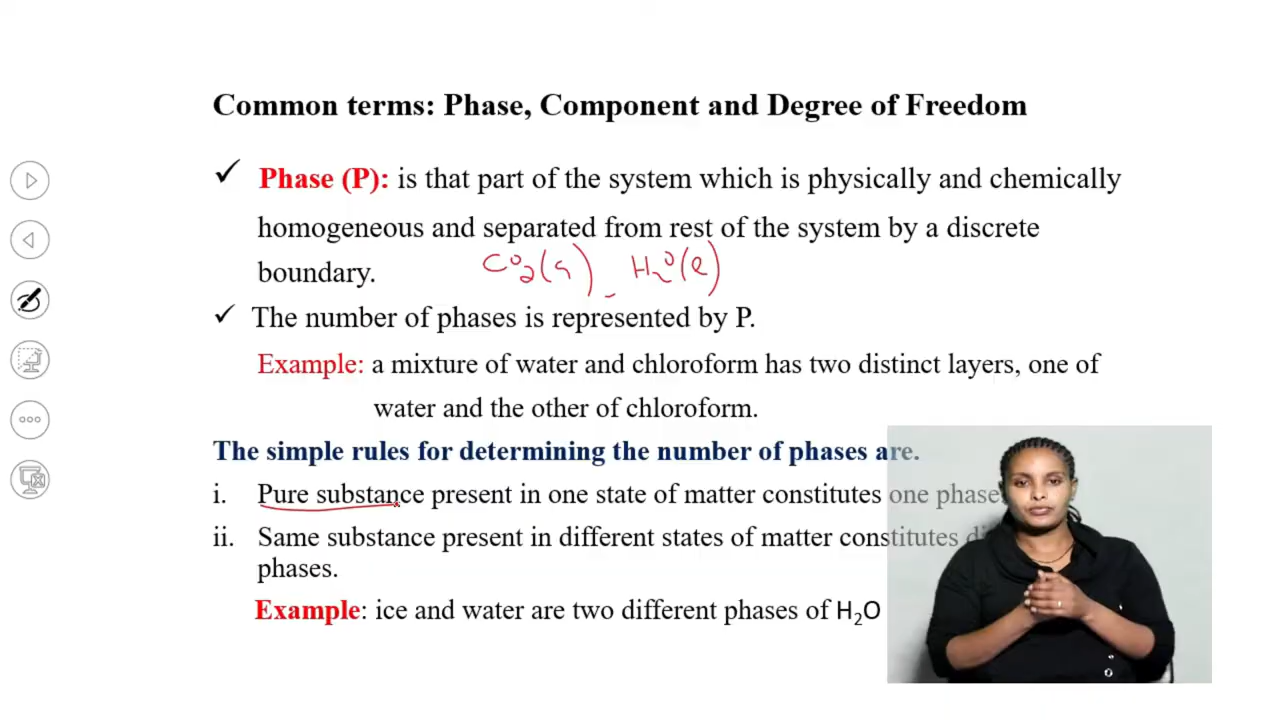 Common terms: Phase, Component and Degree of Freedom
✓ Phase (P): is that part of the system which is physically and chemically
homogeneous and separated from rest of the system by a discrete
boundary.
CO₂(g) - H₂O(l)
✓ The number of phases is represented by P.
Example: a mixture of water and chloroform has two distinct layers, one of
water and the other of chloroform.
The simple rules for determining the number of phases are.
i. Pure substance present in one state of matter constitutes one phase
ii. Same substance present in different states of matter constitutes
phases.
Example: ice and water are two different phases of H₂O